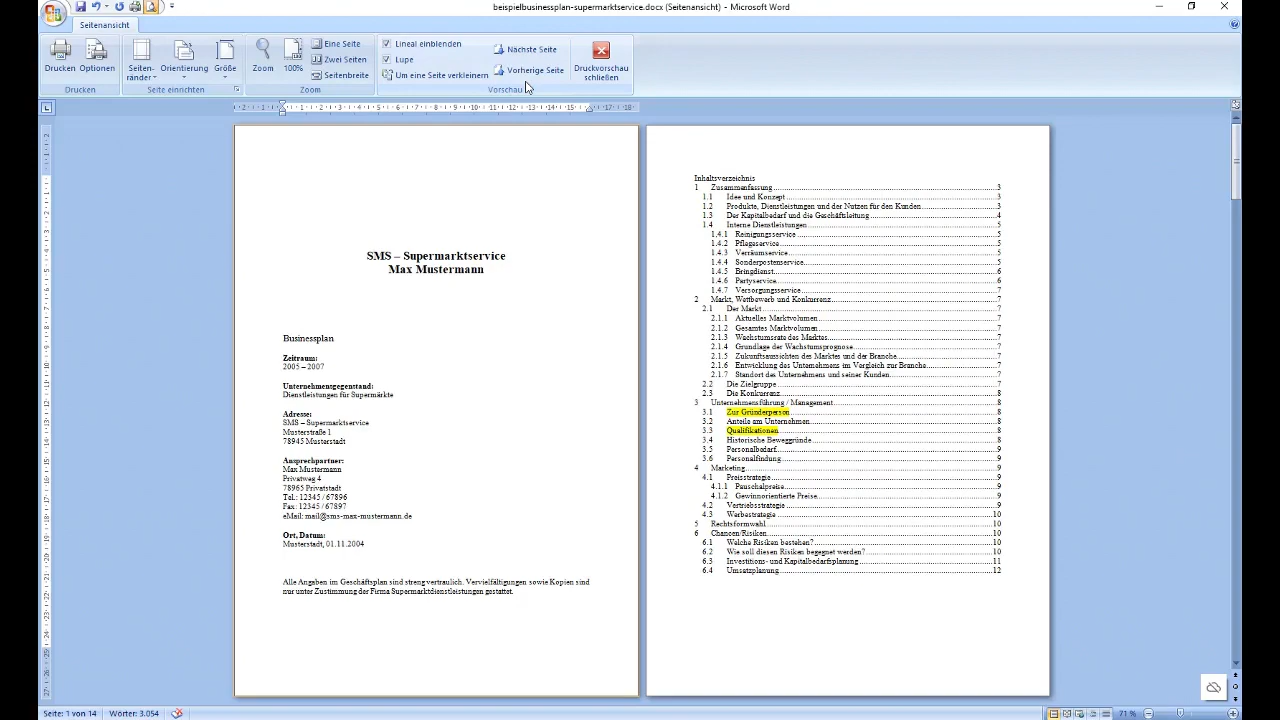 beispielbusinessplan-supermarktservice.docx (Seitenansicht) - Microsoft Word
Seitenansicht
Drucken Optionen
Drucken
Seiten-ränder Orientierung Größe
Seite einrichten
Zoom 100%
Eine Seite
Zwei Seiten
Seitenbreite
Zoom
Lineal einblenden
Lupe
Um eine Seite verkleinern
Nächste Seite
Vorherige Seite
Vorschau
Druckvorschau
schließen
SMS – Supermarktservice
Max Mustermann
Businessplan
Zeitraum:
2005 – 2007
Unternehmentgegenstand:
Dienstleistungen für Supermärkte
Adresse:
SMS – Supermarktservice
Musterstraße 1
78945 Musterstadt
Ansprechpartner:
Max Mustermann
Privatweg 4
78965 Privatstadt
Tel.: 12345 / 67896
Fax: 12345 / 67897
eMail: mail@sms-max-mustermann.de
Ort, Datum:
Musterstadt, 01.11.2004
Alle Angaben im Geschäftsplan sind streng vertraulich. Vervielfältigungen sowie Kopien sind
nur unter Zustimmung der Firma Supermarktdienstleistungen gestattet.
Inhaltsverzeichnis
1 Zusammenfassung 3
1.1 Idee und Konzept 3
1.2 Produkte, Dienstleistungen und der Nutzen für den Kunden 3
1.3 Der Kapitalbedarf und die Geschäftsleitung 4
1.4 Interne Dienstleistungen 5
1.4.1 Reinigungsservice 5
1.4.2 Pflegeservice 5
1.4.3 Verräumservice 5
1.4.4 Sonderpostenservice 5
1.4.5 Bringdienst 6
1.4.6 Partyservice 6
1.4.7 Versorgungsservice 7
2 Markt, Wettbewerb und Konkurrenz 7
2.1 Der Markt 7
2.1.1 Aktuelles Marktvolumen 7
2.1.2 Gesamtes Marktvolumen 7
2.1.3 Wachstumsrate des Marktes 7
2.1.4 Grundlage der Wachstumsprognose 7
2.1.5 Zukunftsaussichten des Marktes und der Branche 7
2.1.6 Entwicklung des Unternehmens im Vergleich zur Branche 7
2.1.7 Standort des Unternehmens und seiner Kunden 7
2.2 Die Zielgruppe 7
2.3 Die Konkurrenz 8
3 Unternehmensführung / Management 8
3.1 Zur Gründerperson 8
3.2 Anteile am Unternehmen 8
3.3 Qualifikationen 8
3.4 Historische Beweggründe 8
3.5 Personalbedarf 9
3.6 Personalfindung 9
4 Marketing 9
4.1 Preisstrategie 9
4.1.1 Pauschalpreise 9
4.1.2 Gewinnorientierte Preise 9
4.2 Vertriebsstrategie 9
4.3 Werbestrategie 10
5 Rechtsformwahl 10
6 Chancen/Risiken 10
6.1 Welche Risiken bestehen? 10
6.2 Wie soll diesen Risiken begegnet werden? 10
6.3 Investitions- und Kapitalbedarfsplanung 11
6.4 Umsatzplanung 12
Seite: 1 von 14 Wörter: 3.054
71 %